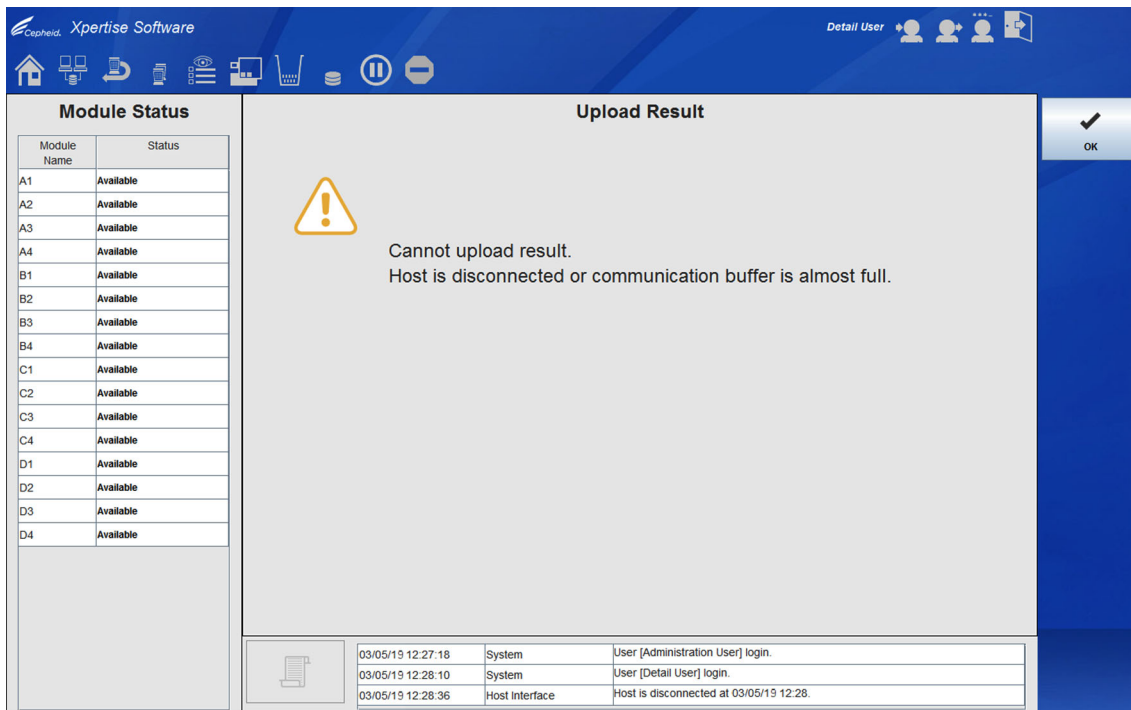 Cepheid. Xpertise Software
Detail User
Module Status
Upload Result
OK
Module Name Status
A1 Available
A2 Available
A3 Available
A4 Available
B1 Available
B2 Available
B3 Available
B4 Available
C1 Available
C2 Available
C3 Available
C4 Available
D1 Available
D2 Available
D3 Available
D4 Available
Cannot upload result.
Host is disconnected or communication buffer is almost full.
03/05/19 12:27:18 System User [Administration User] login.
03/05/19 12:28:10 System User [Detail User] login.
03/05/19 12:28:36 Host Interface Host is disconnected at 03/05/19 12:28.